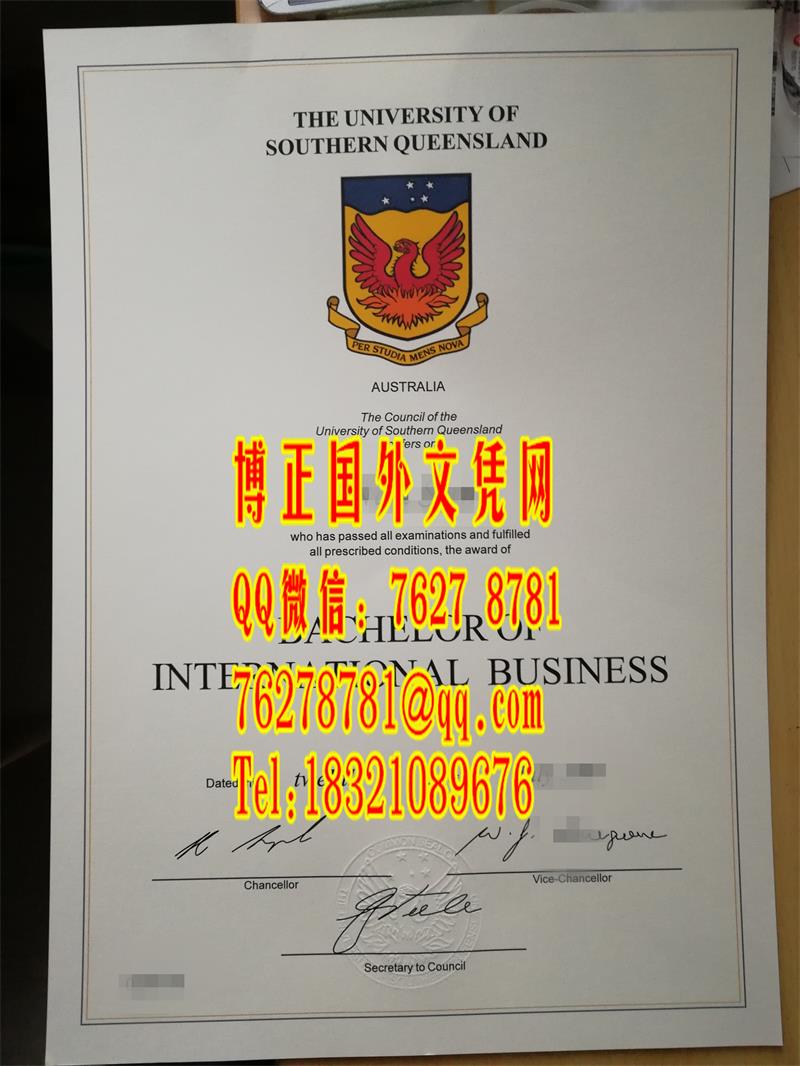 THE UNIVERSITY OF
SOUTHERN QUEENSLAND
PER STUDIA MENS NOVA
AUSTRALIA
The Council of the
University of Southern Queensland
博正国外文凭网
who has passed all examinations and fulfilled
all prescribed conditions, the award of
QQ微信：7627 8781
BACHELOR OF
INTERNATIONAL BUSINESS
76278781@qq.com
Dated
Tel:18321089676
Chancellor
Vice-Chancellor
Secretary to Council